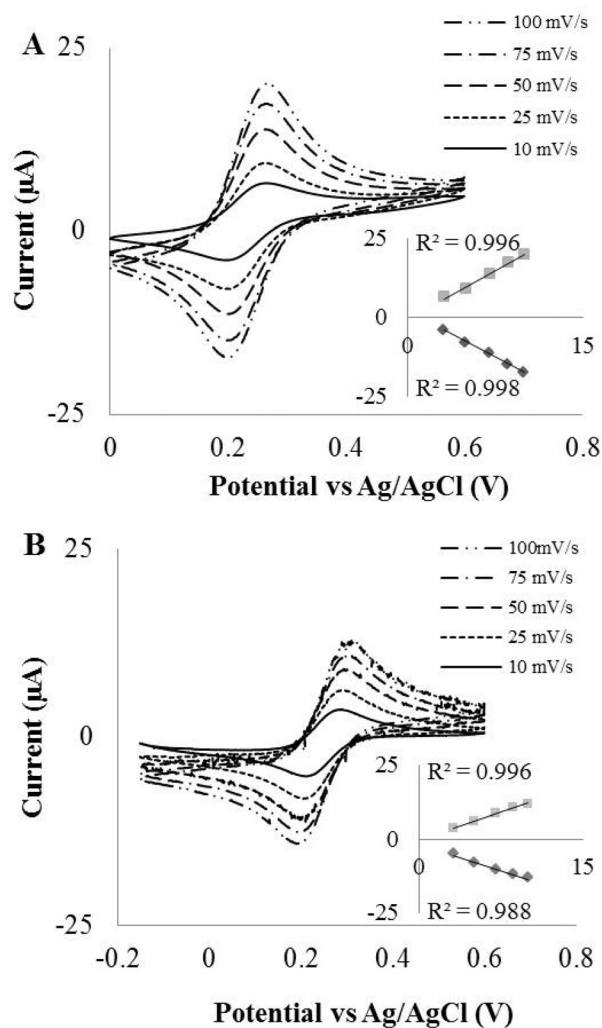 A
25
100 mV/s
75 mV/s
50 mV/s
25 mV/s
10 mV/s
Current (μA)
0
-25
0
0.2
0.4
0.6
0.8
Potential vs Ag/AgCl (V)
25
R² = 0.996
0
0
15
-25
R² = 0.998
B
25
100mV/s
75 mV/s
50 mV/s
25 mV/s
10 mV/s
Current (μA)
0
-25
-0.2
0
0.2
0.4
0.6
0.8
Potential vs Ag/AgCl (V)
25
R² = 0.996
0
0
15
-25
R² = 0.988